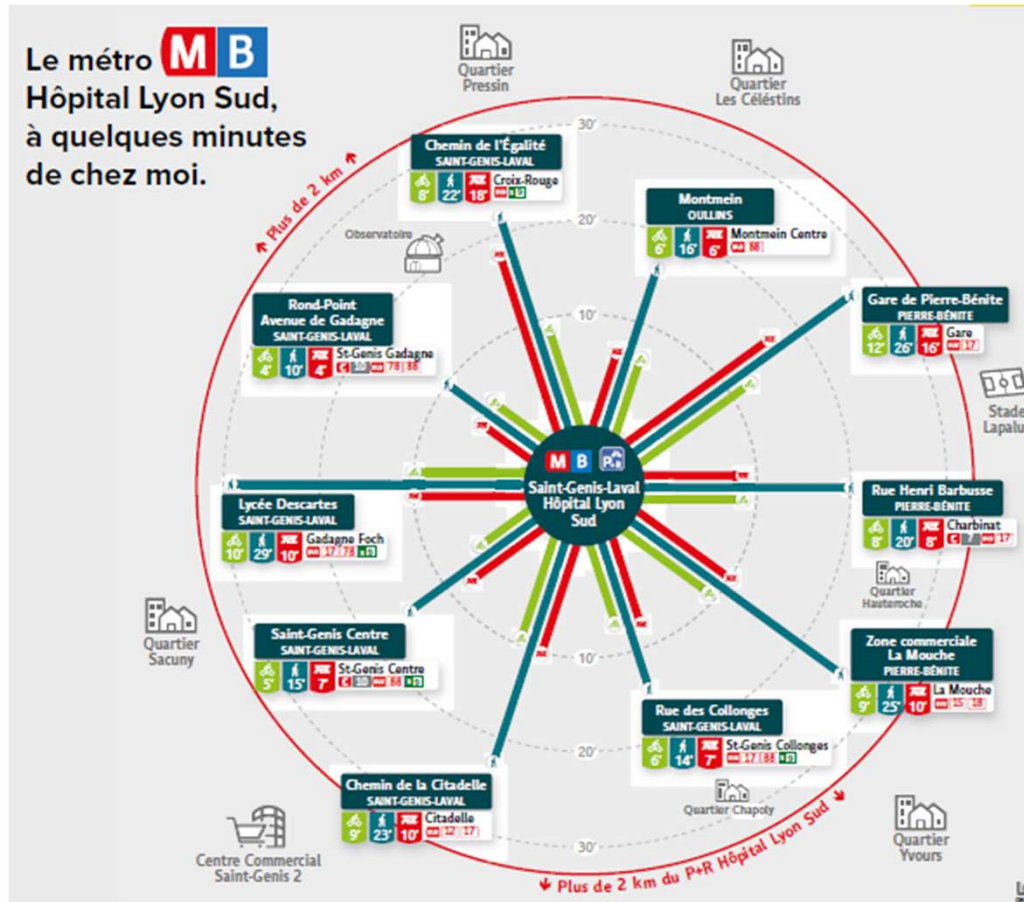 Le métro M B
Hôpital Lyon Sud,
à quelques minutes
de chez moi.
Quartier
Pressin
Quartier
Les Céléstins
Plus de 2 km
30'
Chemin de l'Égalité
SAINT-GENIS-LAVAL
8' 22' 18'
Croix-Rouge
20'
Montmein
OULLINS
6' 16' 6'
Montmein Centre
88
Observatoire
Rond-Point
Avenue de Gadagne
SAINT-GENIS-LAVAL
4' 10' 4'
St-Genis Gadagne
C 10 78 88
10'
Gare de Pierre-Bénite
PIERRE-BÉNITE
12' 26' 16'
Gare
17
Stade
Lapalu
M B P+R
Saint-Genis-Laval
Hôpital Lyon
Sud
Lycée Descartes
SAINT-GENIS-LAVAL
10' 29' 10'
Gadagne Foch
17 78
Rue Henri Barbusse
PIERRE-BÉNITE
8' 20' 8'
Charbinat
C 17
Quartier
Hauteroche
Quartier
Sacuny
Saint-Genis Centre
SAINT-GENIS-LAVAL
5' 15' 7'
St-Genis Centre
C 10 88
10'
Zone commerciale
La Mouche
PIERRE-BÉNITE
9' 25' 10'
La Mouche
15 18
Rue des Collonges
SAINT-GENIS-LAVAL
6' 14' 7'
St-Genis Collonges
17 88
20'
Chemin de la Citadelle
SAINT-GENIS-LAVAL
9' 23' 10'
Citadelle
12 17
Quartier Chapoly
Quartier
Yvours
Centre Commercial
Saint-Genis 2
30'
Plus de 2 km du P+R Hôpital Lyon Sud